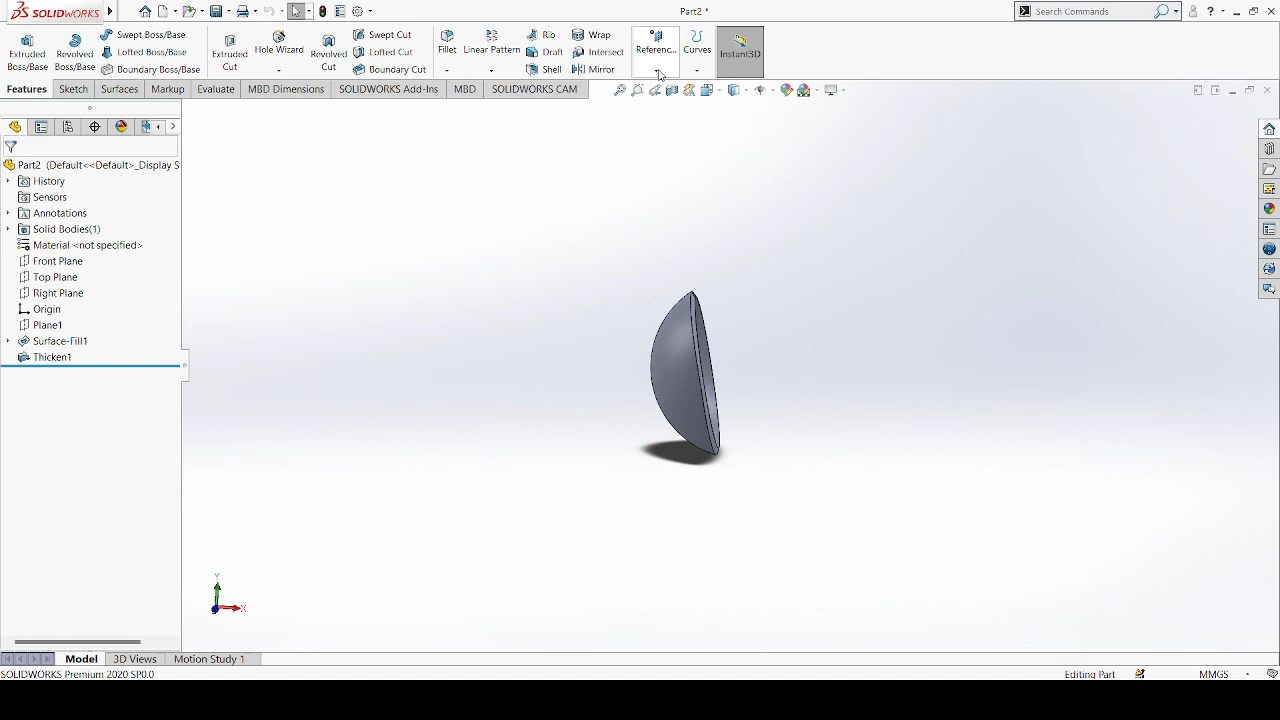 SOLIDWORKS
Part2 *
Search Commands
Extruded Boss/Base
Revolved Boss/Base
Swept Boss/Base
Lofted Boss/Base
Boundary Boss/Base
Extruded Cut
Hole Wizard
Revolved Cut
Swept Cut
Lofted Cut
Boundary Cut
Fillet
Linear Pattern
Rib
Draft
Shell
Wrap
Intersect
Mirror
Referenc...
Curves
Instant3D
Features
Sketch
Surfaces
Markup
Evaluate
MBD Dimensions
SOLIDWORKS Add-Ins
MBD
SOLIDWORKS CAM
Part2 (Default<<Default>_Display S
History
Sensors
Annotations
Solid Bodies(1)
Material <not specified>
Front Plane
Top Plane
Right Plane
Origin
Plane1
Surface-Fill1
Thicken1
Y
X
Model
3D Views
Motion Study 1
SOLIDWORKS Premium 2020 SP0.0
Editing Part
MMGS